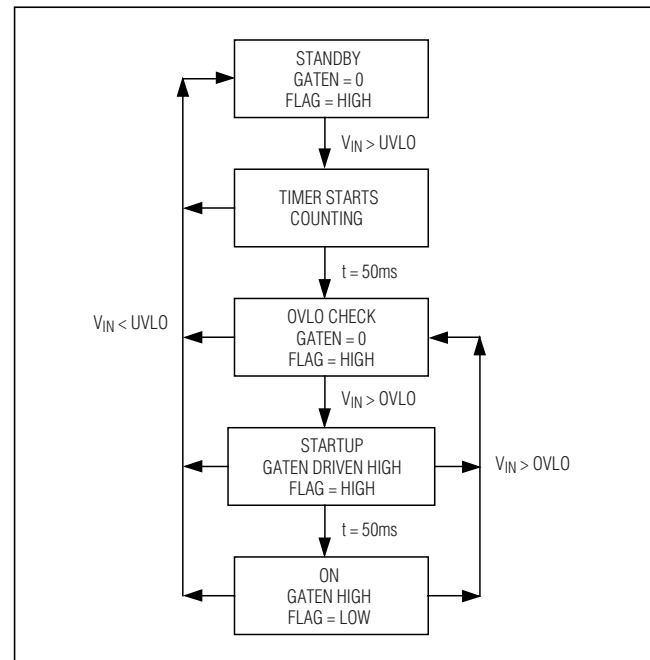 STANDBY
GATEN = 0
FLAG = HIGH
VIN > UVLO
TIMER STARTS
COUNTING
t = 50ms
OVLO CHECK
GATEN = 0
FLAG = HIGH
VIN < UVLO
VIN > OVLO
STARTUP
GATEN DRIVEN HIGH
FLAG = HIGH
VIN > OVLO
t = 50ms
ON
GATEN HIGH
FLAG = LOW